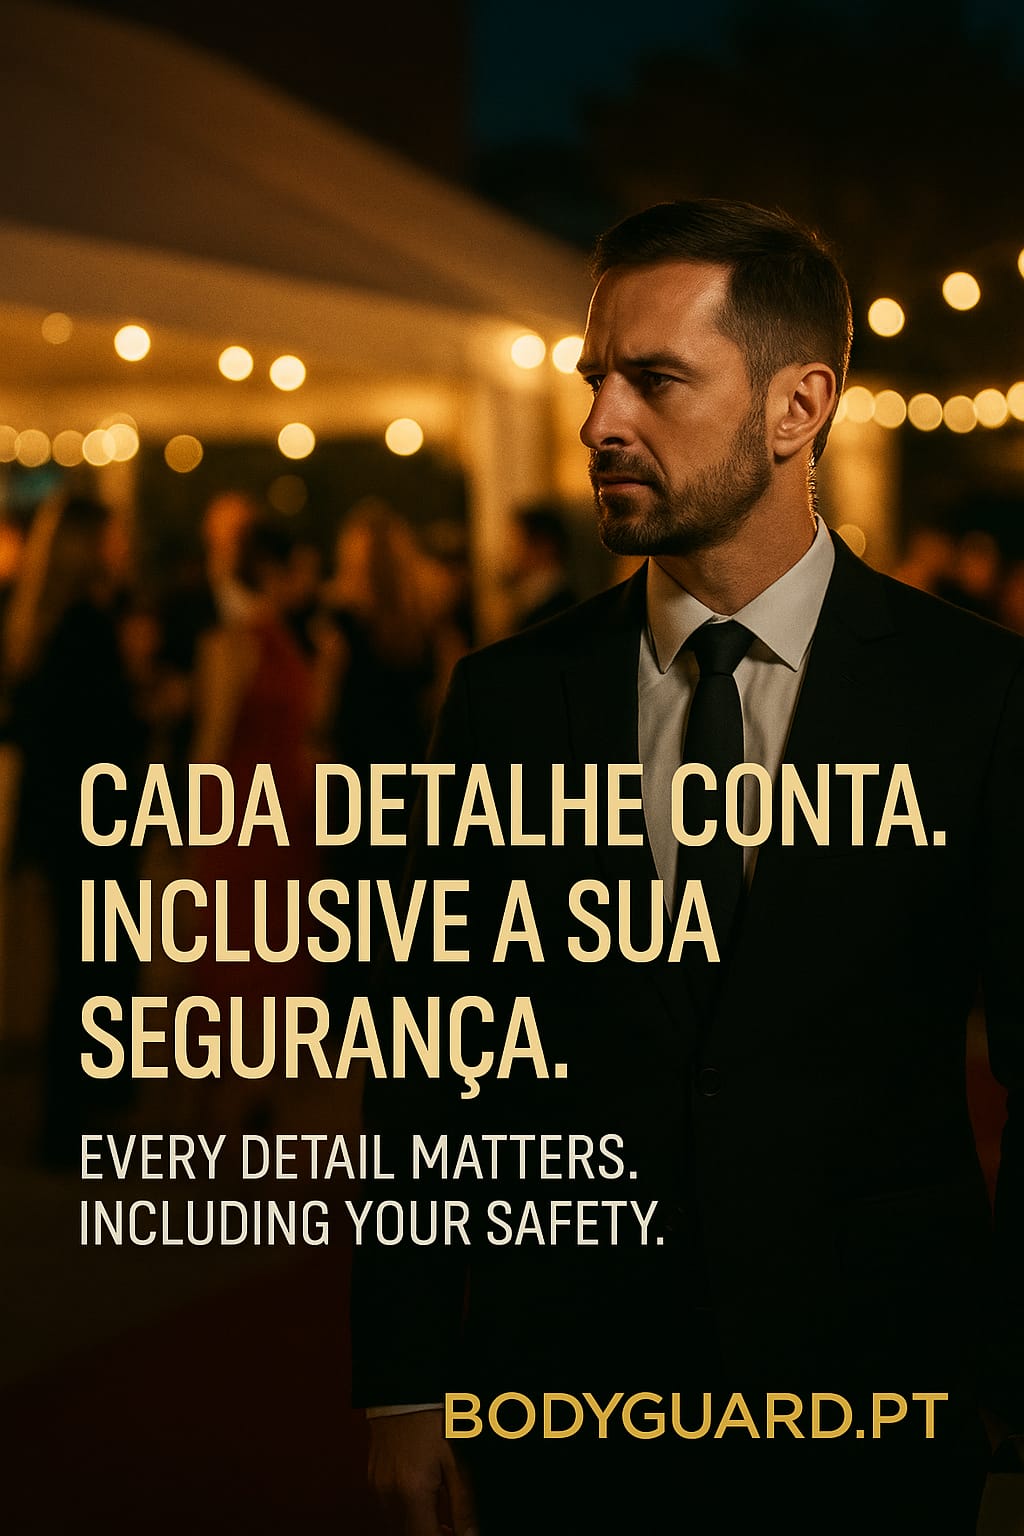 CADA DETALHE CONTA.
INCLUSIVE A SUA
SEGURANÇA.
EVERY DETAIL MATTERS.
INCLUDING YOUR SAFETY.
BODYGUARD.PT